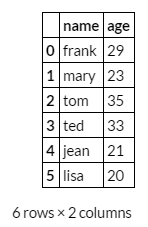 name age
0 frank 29
1 mary 23
2 tom 35
3 ted 33
4 jean 21
5 lisa 20
6 rows × 2 columns